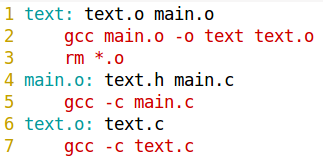 1 text: text.o main.o
2     gcc main.o -o text text.o
3     rm *.o
4 main.o: text.h main.c
5     gcc -c main.c
6 text.o: text.c
7     gcc -c text.c